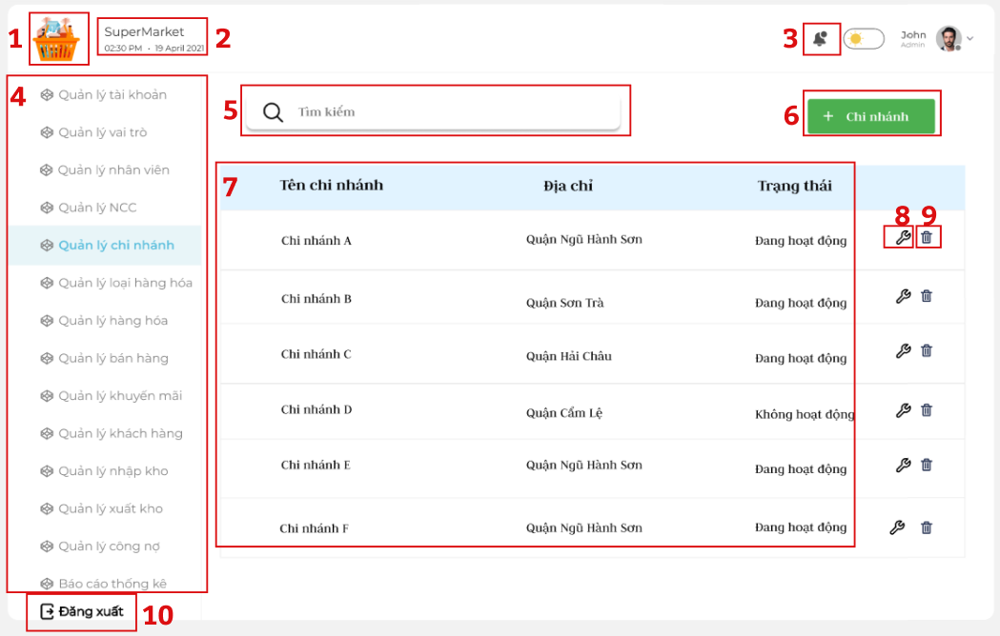 1
SuperMarket
02:30 PM • 19 April 2021
2
3
John
Admin
4
Quản lý tài khoản
Quản lý vai trò
Quản lý nhân viên
Quản lý NCC
Quản lý chi nhánh
Quản lý loại hàng hóa
Quản lý hàng hóa
Quản lý bán hàng
Quản lý khuyến mãi
Quản lý khách hàng
Quản lý nhập kho
Quản lý xuất kho
Quản lý công nợ
Báo cáo thống kê
Đăng xuất
10
5
Tìm kiếm
6
+ Chi nhánh
7
Tên chi nhánh Địa chỉ Trạng thái
8 9
Chi nhánh A Quận Ngũ Hành Sơn Đang hoạt động
Chi nhánh B Quận Sơn Trà Đang hoạt động
Chi nhánh C Quận Hải Châu Đang hoạt động
Chi nhánh D Quận Cẩm Lệ Không hoạt động
Chi nhánh E Quận Ngũ Hành Sơn Đang hoạt động
Chi nhánh F Quận Ngũ Hành Sơn Đang hoạt động